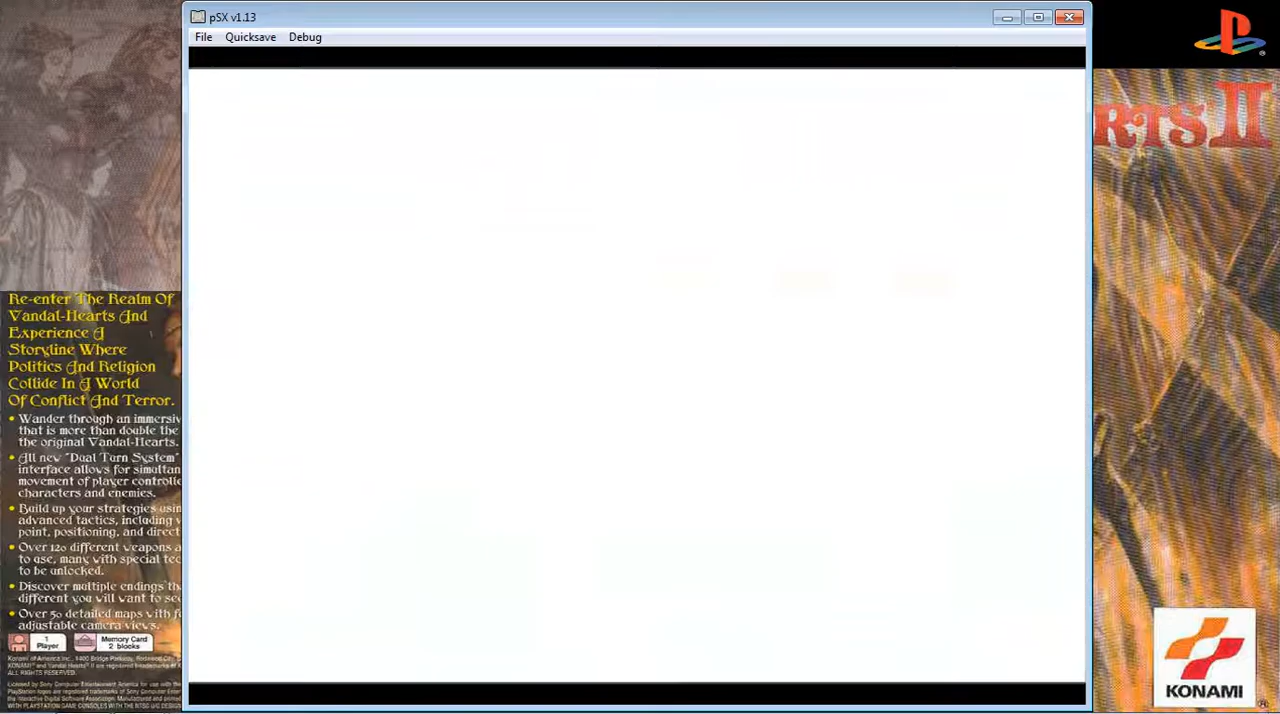 pSX v1.13
File Quicksave Debug
RTS II
Re-enter The Realm Of
Vandal-Hearts And
Experience A
Storyline Where
Politics And Religion
Collide In A World
Of Conflict And Terror.
• Wander through an immersiv
that is more than double the
the original Vandal-Hearts.
• All new "Dual Turn System"
interface allows for simultan
movement of player controlle
characters and enemies.
• Build up your strategies usin
advanced tactics, including
point, positioning, and direct
• Over 120 different weapons a
to use, many with special tec
to be unlocked.
• Discover multiple endings th
different you will want to se
• Over 50 detailed maps with f
adjustable camera views.
1
Player
Memory Card
2 blocks
ALL RIGHTS RESERVED.
KONAMI